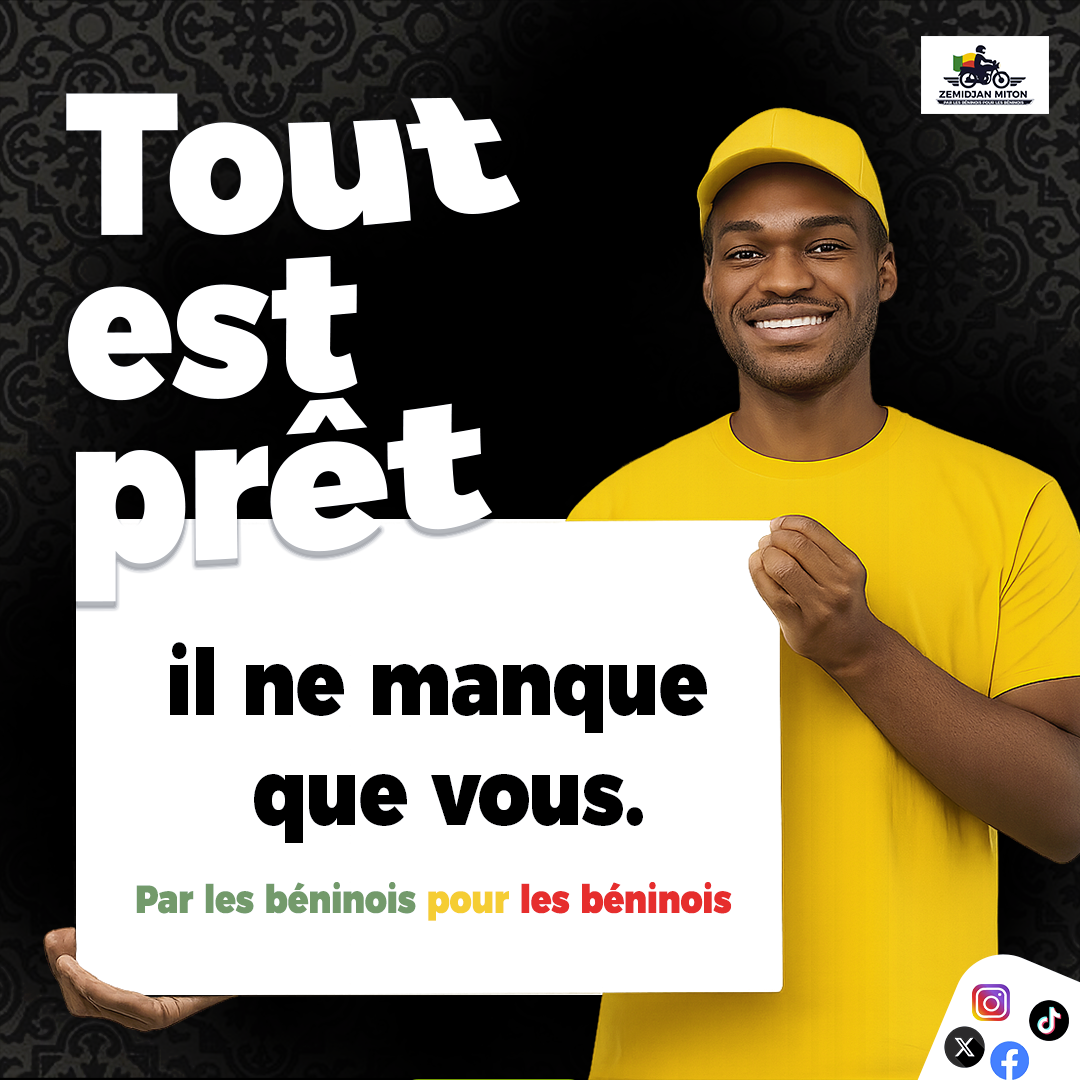 Tout
est
prêt
il ne manque
que vous.
Par les béninois pour les béninois
ZEMIDJAN MITON
PAR LES BÉNINOIS POUR LES BÉNINOIS